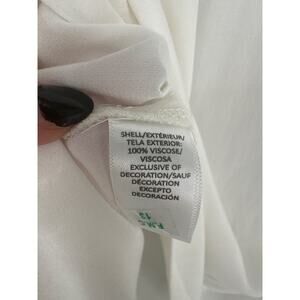 SHELL/EXTÉRIEUR/
TELA EXTERIOR:
100% VISCOSE/
VISCOSA
EXCLUSIVE OF
DECORATION/SAUF
DÉCORATION
EXCEPTO
DECORACIÓN